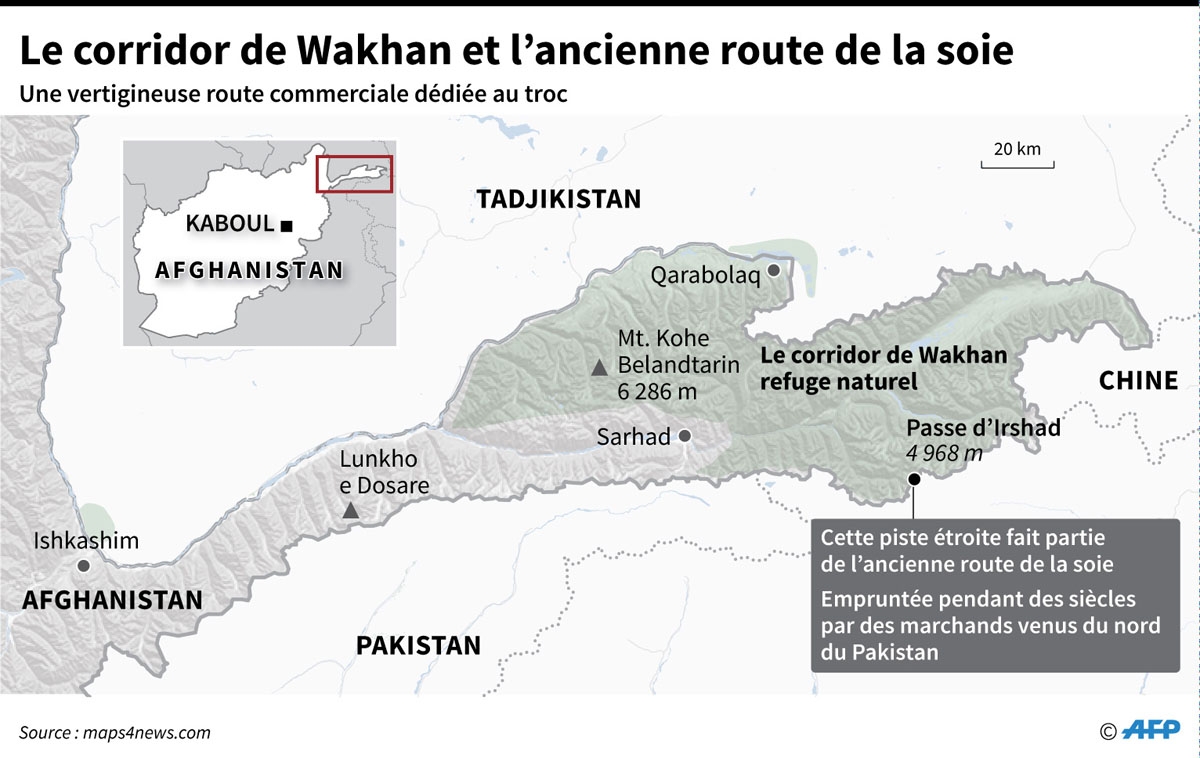 Le corridor de Wakhan et l’ancienne route de la soie
Une vertigineuse route commerciale dédiée au troc
20 km
TADJIKISTAN
KABOUL
AFGHANISTAN
Qarabolaq
Mt. Kohe
Belandtarin
6 286 m
Le corridor de Wakhan
refuge naturel
CHINE
Passe d’Irshad
4 968 m
Sarhad
Lunkho
e Dosare
Ishkashim
AFGHANISTAN
PAKISTAN
Cette piste étroite fait partie
de l’ancienne route de la soie
Empruntée pendant des siècles
par des marchands venus du nord
du Pakistan
Source : maps4news.com
© AFP